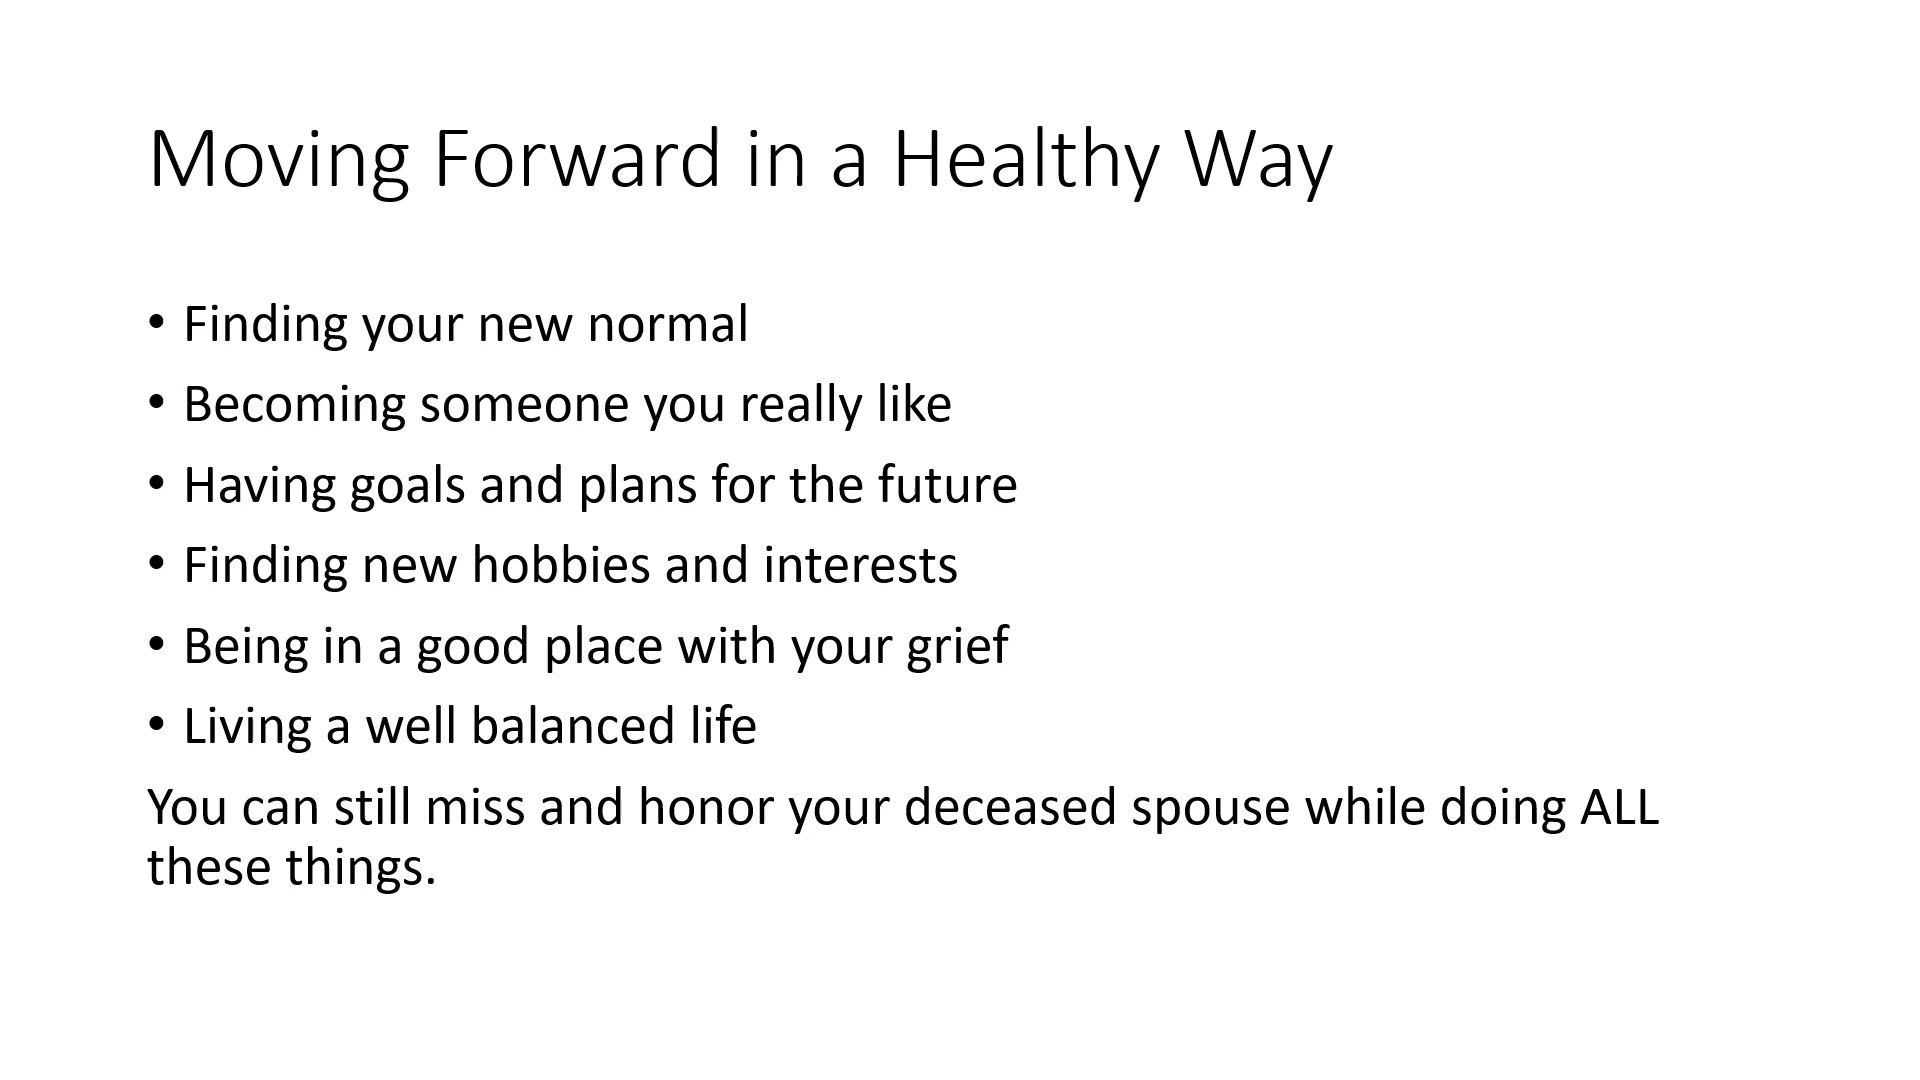 Moving Forward in a Healthy Way
• Finding your new normal
• Becoming someone you really like
• Having goals and plans for the future
• Finding new hobbies and interests
• Being in a good place with your grief
• Living a well balanced life
You can still miss and honor your deceased spouse while doing ALL
these things.